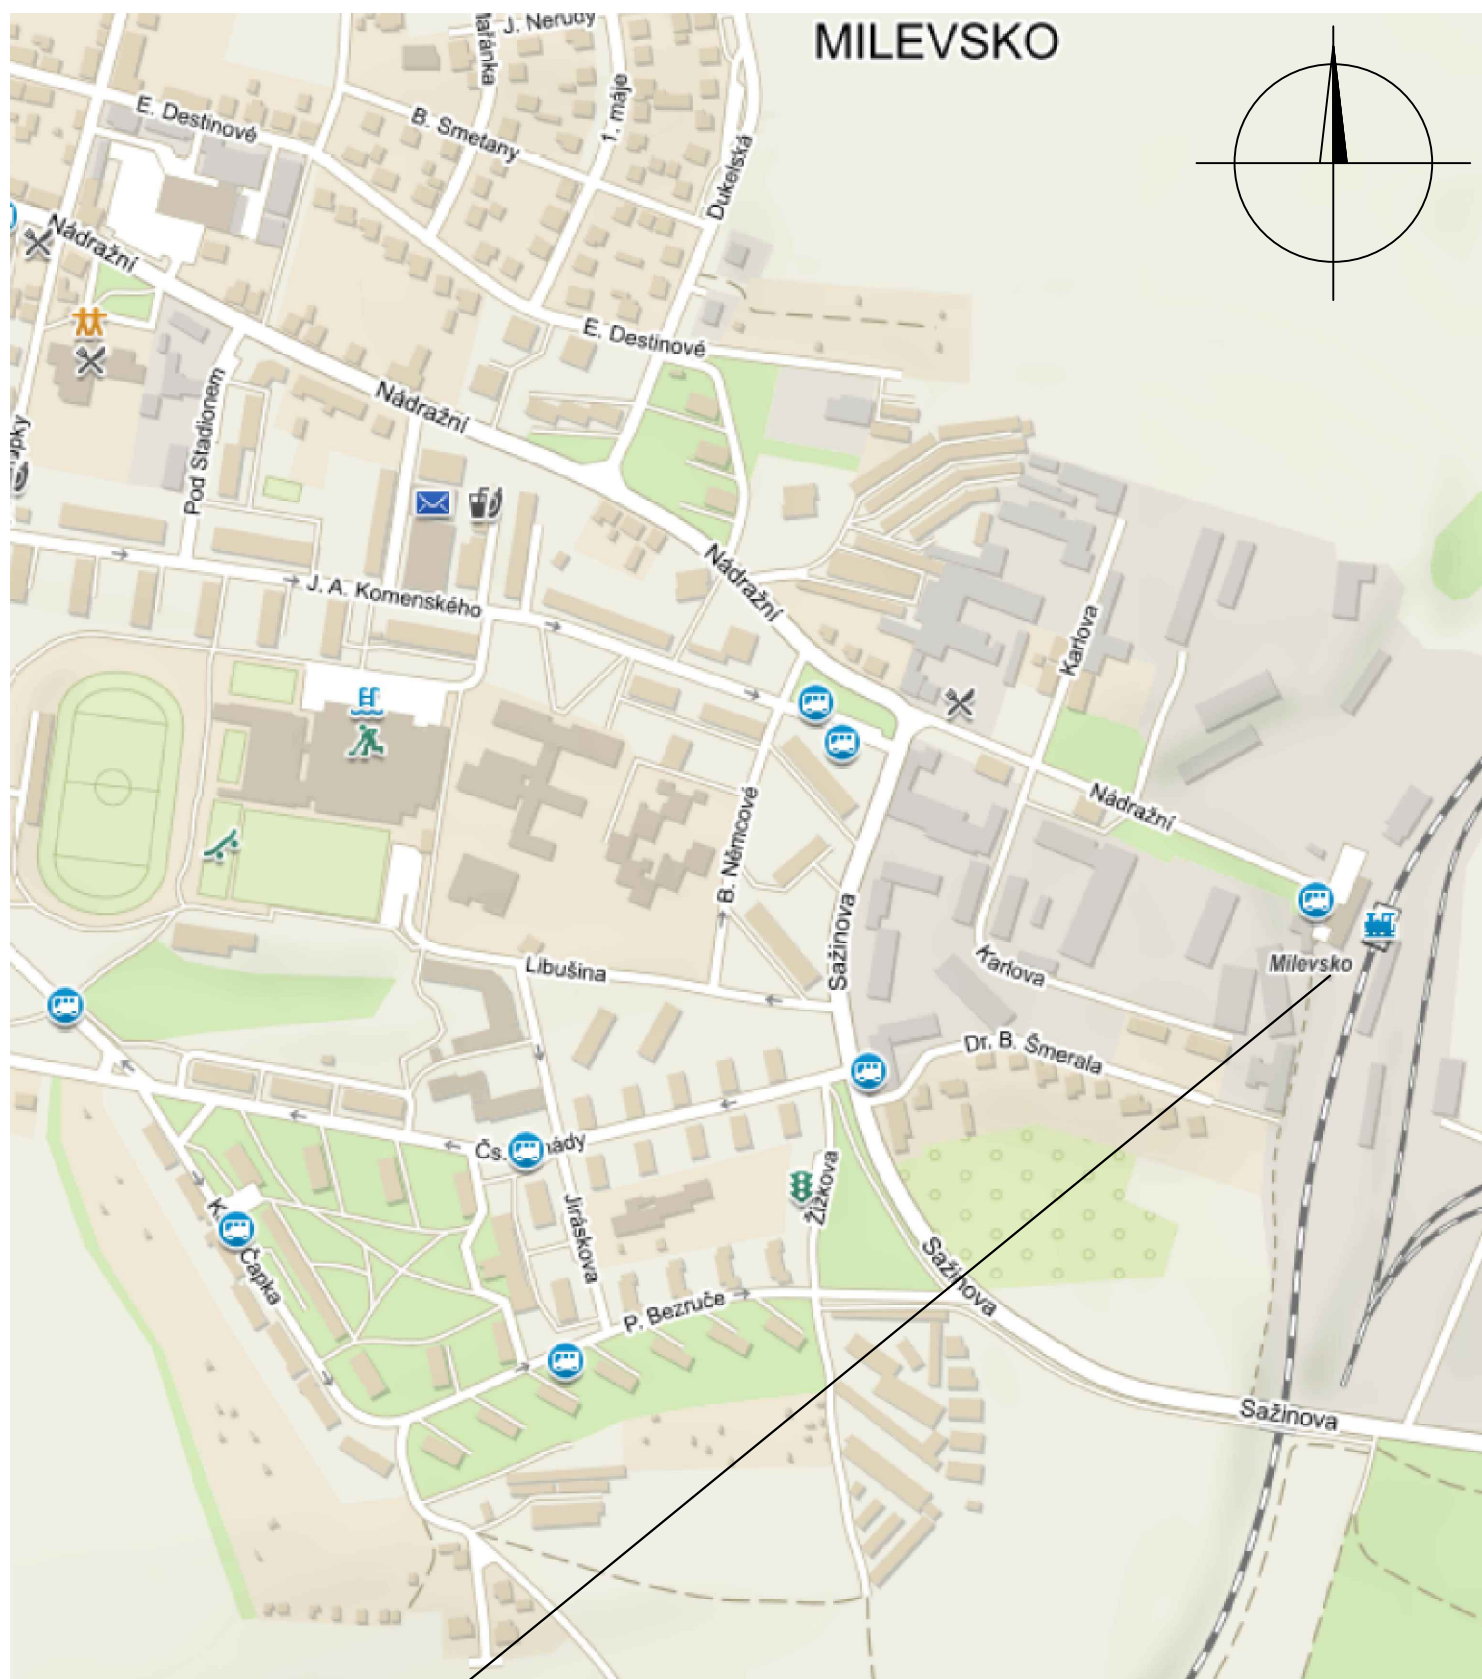 MILEVSKO
J. Nerudy
Mařánka
1. máje
E. Destinové
B. Smetany
Dukelská
Nádražní
E. Destinové
Nádražní
Pod Stadionem
Nádražní
J. A. Komenského
Karlova
Nádražní
B. Němcové
Sažinova
Libušina
Karlova
Milevsko
Dr. B. Šmerala
Čs.
Žižkova
Jiráskova
Čapka
Sažinova
P. Bezruče
Sažinova